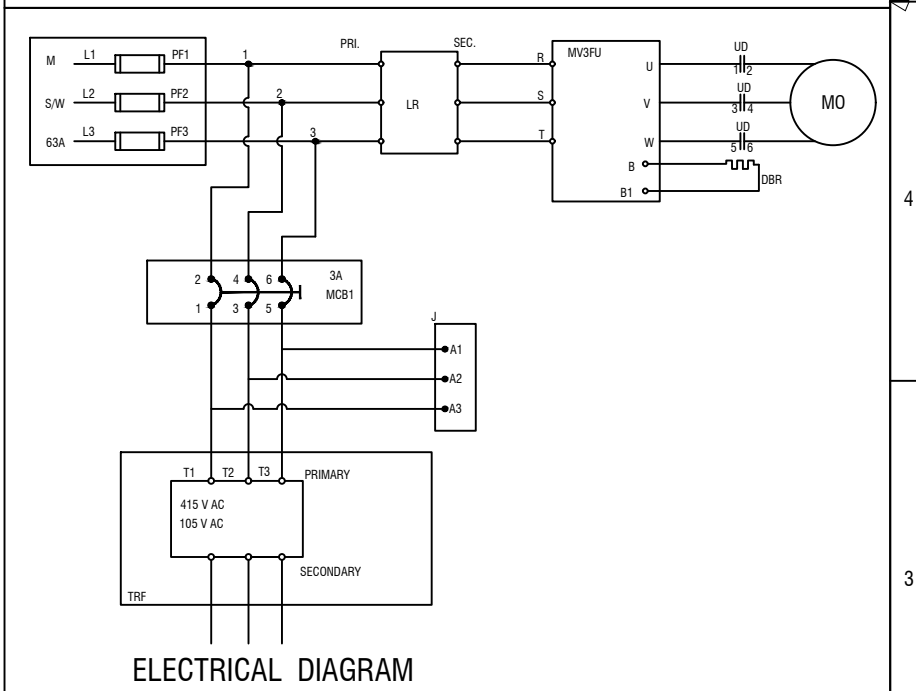 M L1 PF1
S/W L2 PF2
63A L3 PF3
1
2
3
PRI. SEC.
LR
R
S
T
MV3FU
U
V
W
B
B1
UD
1 2
UD
3 4
UD
5 6
MO
DBR
4
2 4 6 3A
MCB1
1 3 5
J
A1
A2
A3
T1 T2 T3 PRIMARY
415 V AC
105 V AC
SECONDARY
TRF
3
ELECTRICAL DIAGRAM